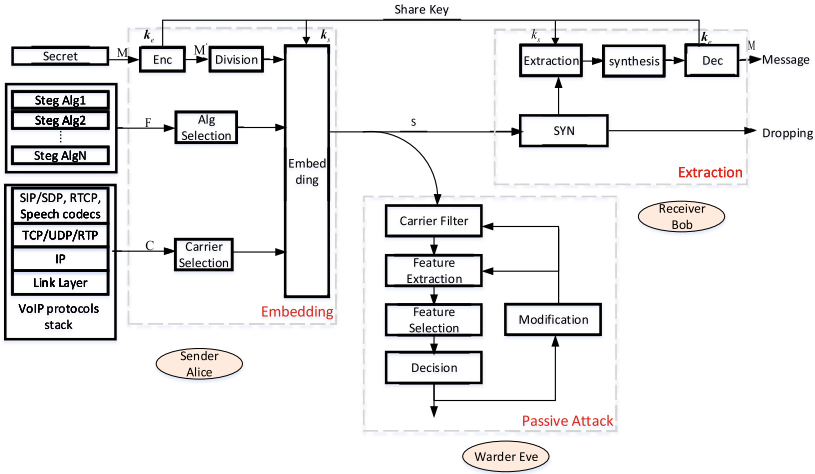 Share Key
k_e
k_s
k_s
k_e
Secret
M
Enc
M'
Division
Extraction
synthesis
Dec
M
Message
Steg Alg1
Steg Alg2
Steg AlgN
F
Alg
Selection
S
SYN
Dropping
Embed
ding
Extraction
SIP/SDP, RTCP,
Speech codecs
TCP/UDP/RTP
IP
Link Layer
VoIP protocols
stack
C
Carrier
Selection
Embedding
Receiver
Bob
Carrier Filter
Feature
Extraction
Feature
Selection
Modification
Decision
Passive Attack
Sender
Alice
Warder Eve